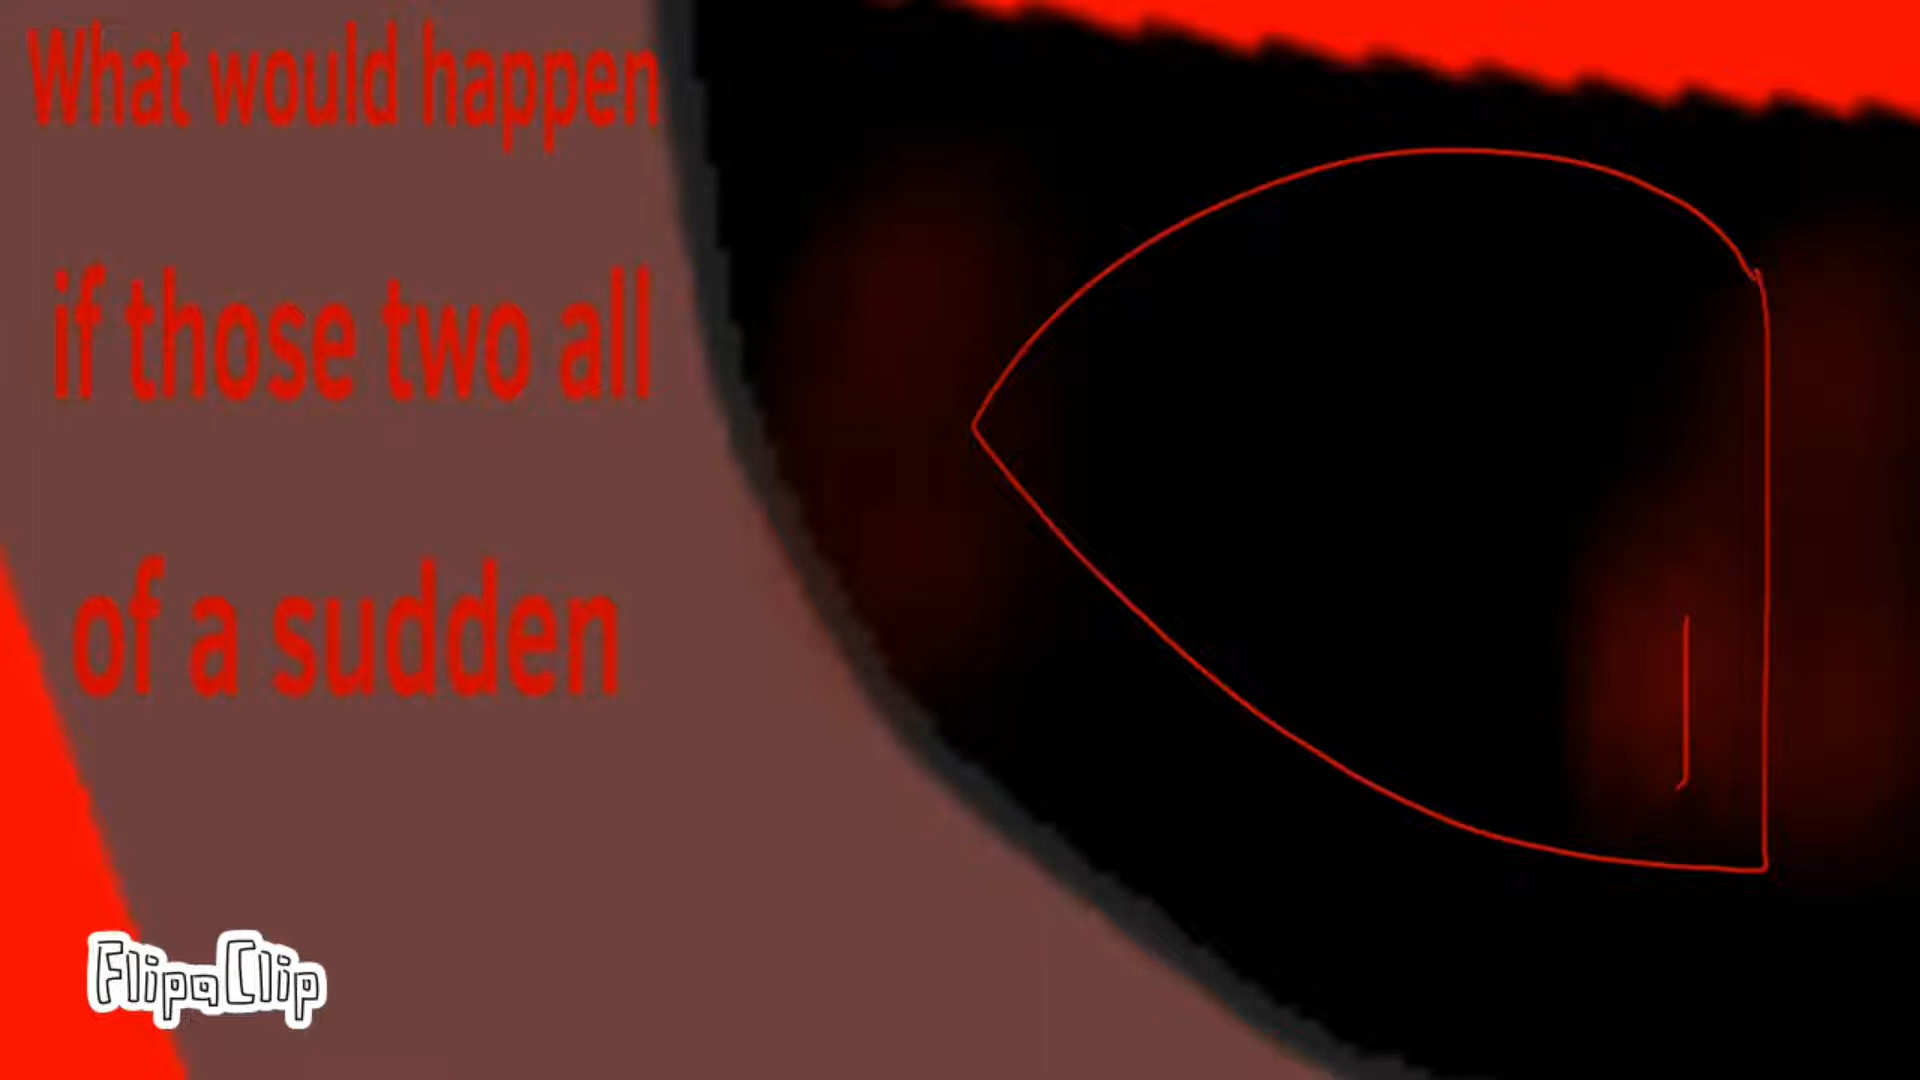 What would happen
if those two all
of a sudden
FlipaClip